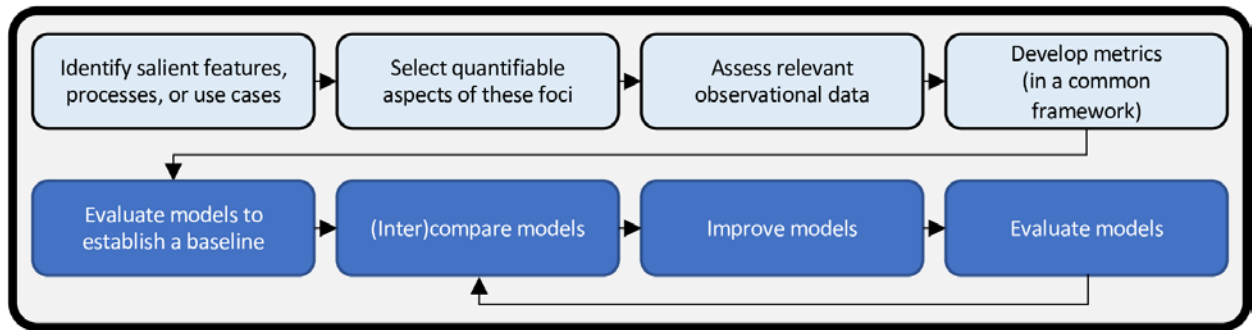 Identify salient features,
processes, or use cases
Select quantifiable
aspects of these foci
Assess relevant
observational data
Develop metrics
(in a common
framework)
Evaluate models to
establish a baseline
(Inter)compare models
Improve models
Evaluate models